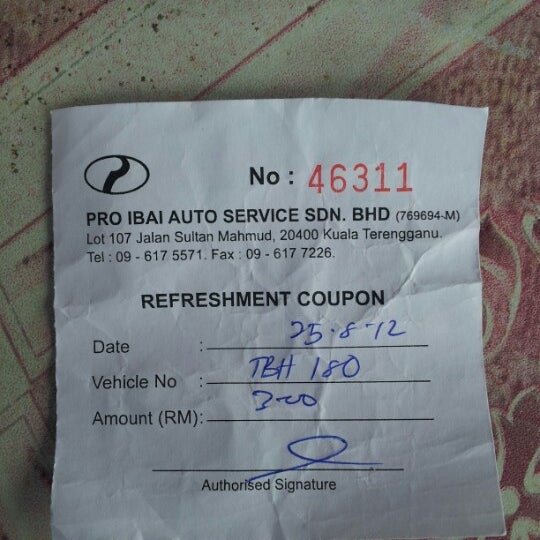 No : 46311
PRO IBAI AUTO SERVICE SDN. BHD (769694-M)
Lot 107 Jalan Sultan Mahmud, 20400 Kuala Terengganu.
Tel : 09 - 617 5571. Fax : 09 - 617 7226.
REFRESHMENT COUPON
Date : 25-8-12
Vehicle No : TBH 180
Amount (RM): 3-00
Authorised Signature